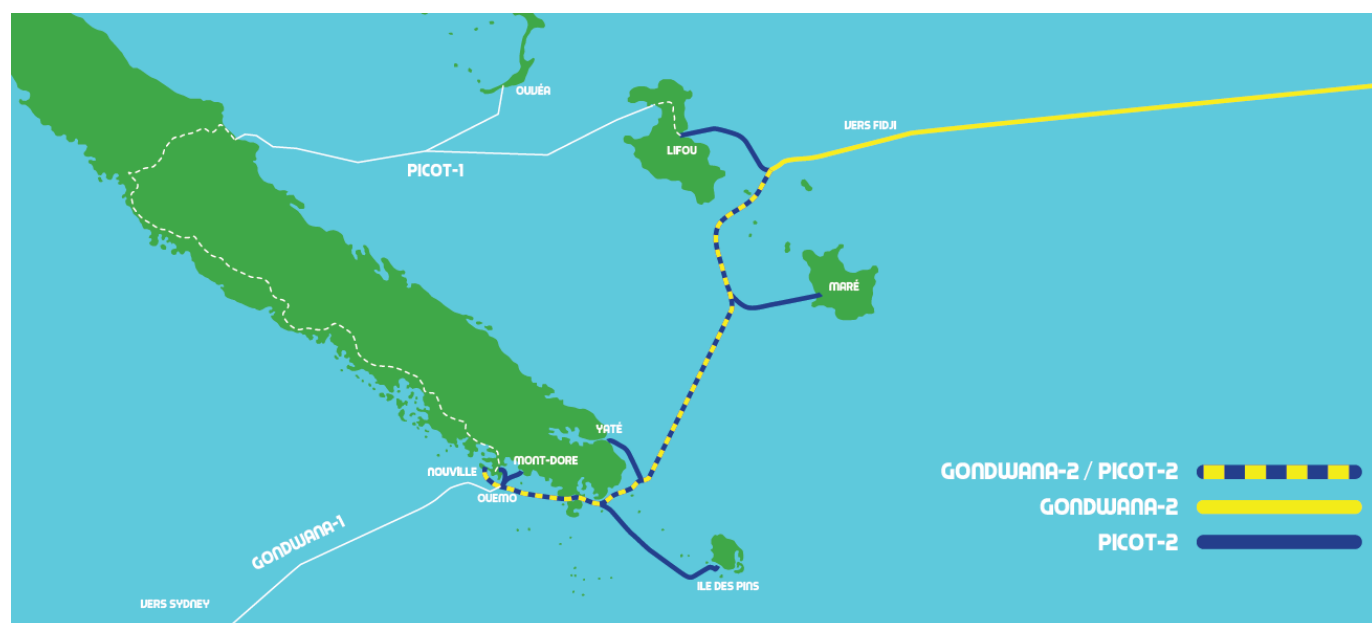 OUVÉA
VERS FIDJI
LIFOU
PICOT-1
MARÉ
YATÉ
MONT-DORE
NOUVILLE
OUEMO
GONDWANA-2 / PICOT-2
GONDWANA-2
PICOT-2
GONDWANA-1
ILE DES PINS
VERS SYDNEY